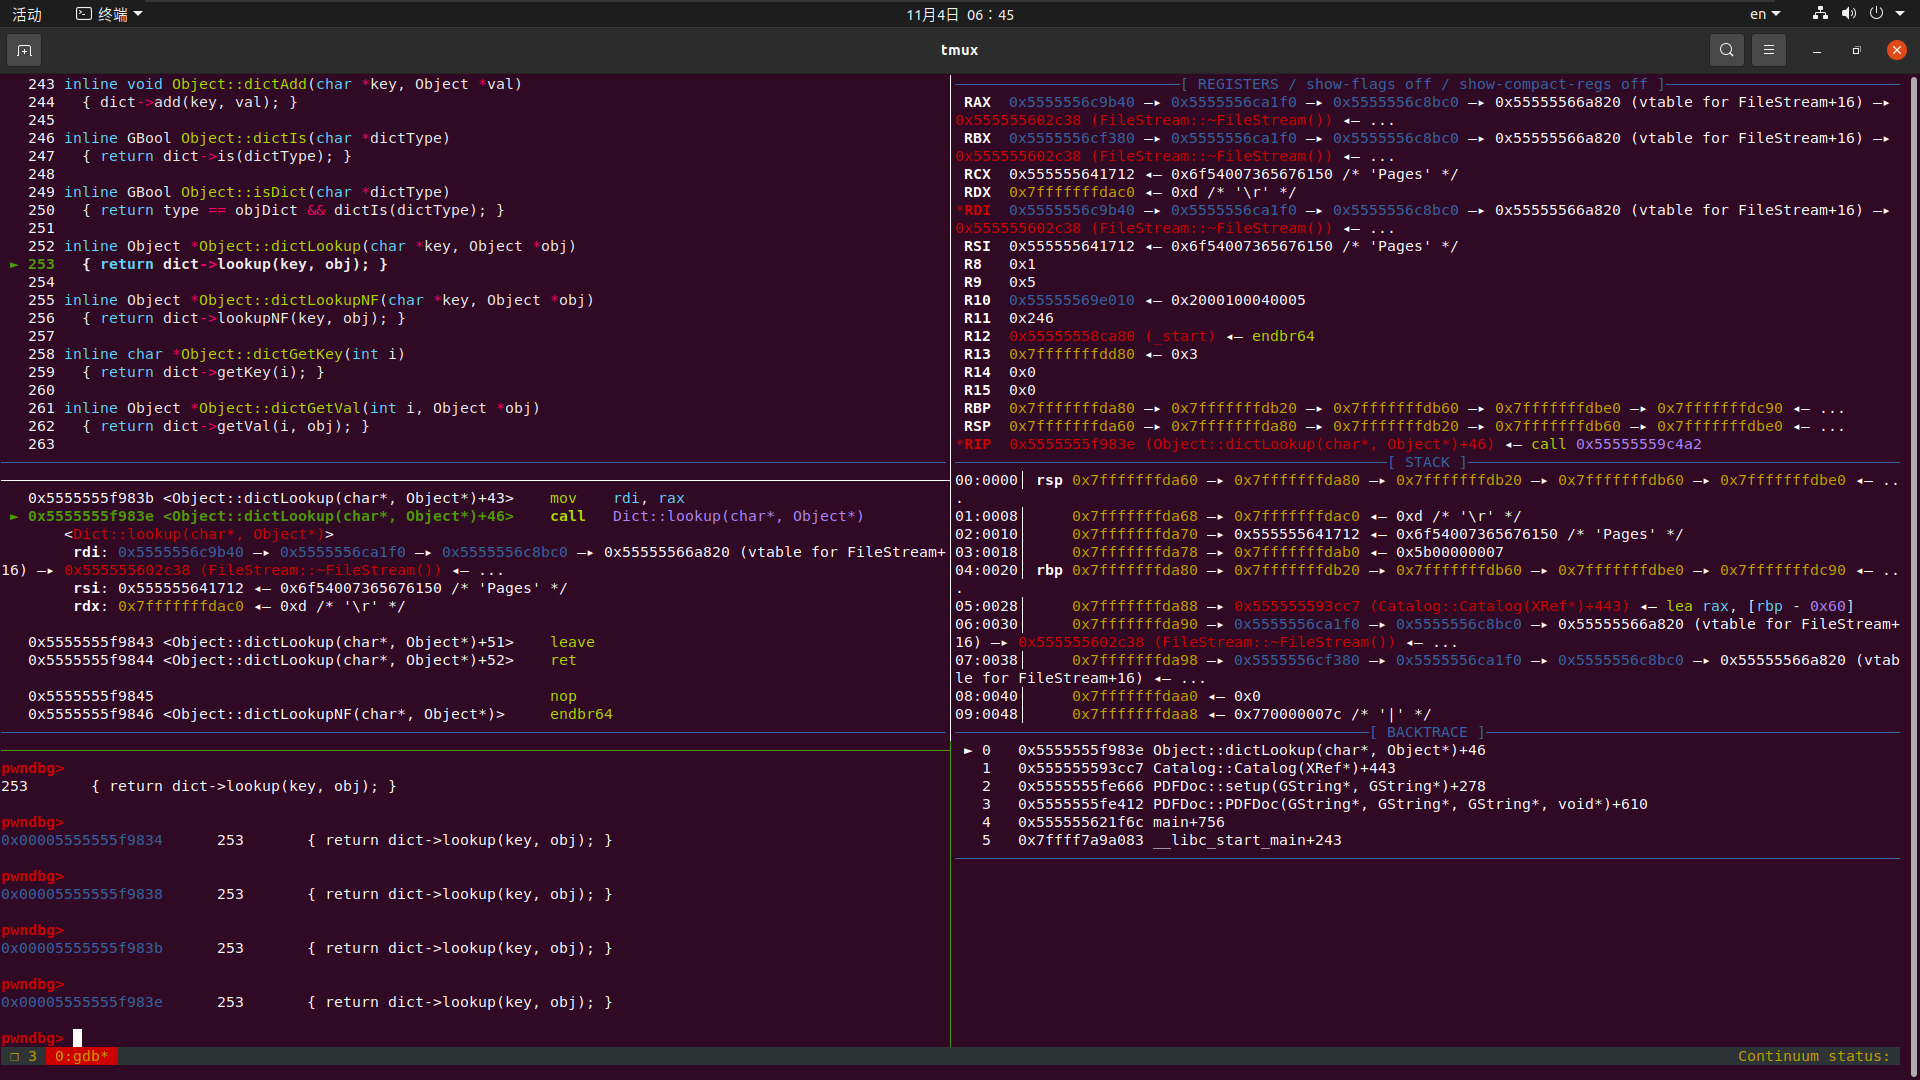 活动 终端 11月4日 06：45 en
tmux
243 inline void Object::dictAdd(char *key, Object *val)
244   { dict->add(key, val); }
245
246 inline GBool Object::dictIs(char *dictType)
247   { return dict->is(dictType); }
248
249 inline GBool Object::isDict(char *dictType)
250   { return type == objDict && dictIs(dictType); }
251
252 inline Object *Object::dictLookup(char *key, Object *obj)
► 253   { return dict->lookup(key, obj); }
254
255 inline Object *Object::dictLookupNF(char *key, Object *obj)
256   { return dict->lookupNF(key, obj); }
257
258 inline char *Object::dictGetKey(int i)
259   { return dict->getKey(i); }
260
261 inline Object *Object::dictGetVal(int i, Object *obj)
262   { return dict->getVal(i, obj); }
263
0x5555555f983b <Object::dictLookup(char*, Object*)+43>    mov    rdi, rax
► 0x5555555f983e <Object::dictLookup(char*, Object*)+46>    call   Dict::lookup(char*, Object*)
<Dict::lookup(char*, Object*)>
rdi: 0x5555556c9b40 —▸ 0x5555556ca1f0 —▸ 0x5555556c8bc0 —▸ 0x55555566a820 (vtable for FileStream+
16) —▸ 0x555555602c38 (FileStream::~FileStream()) ◂— ...
rsi: 0x555555641712 ◂— 0x6f54007365676150 /* 'Pages' */
rdx: 0x7fffffffdac0 ◂— 0xd /* '\r' */
0x5555555f9843 <Object::dictLookup(char*, Object*)+51>    leave
0x5555555f9844 <Object::dictLookup(char*, Object*)+52>    ret
0x5555555f9845    nop
0x5555555f9846 <Object::dictLookupNF(char*, Object*)>     endbr64
pwndbg>
253       { return dict->lookup(key, obj); }
pwndbg>
0x00005555555f9834      253       { return dict->lookup(key, obj); }
pwndbg>
0x00005555555f9838      253       { return dict->lookup(key, obj); }
pwndbg>
0x00005555555f983b      253       { return dict->lookup(key, obj); }
pwndbg>
0x00005555555f983e      253       { return dict->lookup(key, obj); }
pwndbg>
[ REGISTERS / show-flags off / show-compact-regs off ]
RAX  0x5555556c9b40 —▸ 0x5555556ca1f0 —▸ 0x5555556c8bc0 —▸ 0x55555566a820 (vtable for FileStream+16) —▸
0x555555602c38 (FileStream::~FileStream()) ◂— ...
RBX  0x5555556cf380 —▸ 0x5555556ca1f0 —▸ 0x5555556c8bc0 —▸ 0x55555566a820 (vtable for FileStream+16) —▸
0x555555602c38 (FileStream::~FileStream()) ◂— ...
RCX  0x555555641712 ◂— 0x6f54007365676150 /* 'Pages' */
RDX  0x7fffffffdac0 ◂— 0xd /* '\r' */
*RDI  0x5555556c9b40 —▸ 0x5555556ca1f0 —▸ 0x5555556c8bc0 —▸ 0x55555566a820 (vtable for FileStream+16) —▸
0x555555602c38 (FileStream::~FileStream()) ◂— ...
RSI  0x555555641712 ◂— 0x6f54007365676150 /* 'Pages' */
R8   0x1
R9   0x5
R10  0x55555569e010 ◂— 0x2000100040005
R11  0x246
R12  0x55555558ca80 (_start) ◂— endbr64
R13  0x7fffffffdd80 ◂— 0x3
R14  0x0
R15  0x0
RBP  0x7fffffffda80 —▸ 0x7fffffffdb20 —▸ 0x7fffffffdb60 —▸ 0x7fffffffdbe0 —▸ 0x7fffffffdc90 ◂— ...
RSP  0x7fffffffda60 —▸ 0x7fffffffda80 —▸ 0x7fffffffdb20 —▸ 0x7fffffffdb60 —▸ 0x7fffffffdbe0 ◂— ...
*RIP  0x5555555f983e (Object::dictLookup(char*, Object*)+46) ◂— call 0x55555559c4a2
[ STACK ]
00:0000│ rsp 0x7fffffffda60 —▸ 0x7fffffffda80 —▸ 0x7fffffffdb20 —▸ 0x7fffffffdb60 —▸ 0x7fffffffdbe0 ◂— ..
.
01:0008│     0x7fffffffda68 —▸ 0x7fffffffdac0 ◂— 0xd /* '\r' */
02:0010│     0x7fffffffda70 —▸ 0x555555641712 ◂— 0x6f54007365676150 /* 'Pages' */
03:0018│     0x7fffffffda78 —▸ 0x7fffffffdab0 ◂— 0x5b00000007
04:0020│ rbp 0x7fffffffda80 —▸ 0x7fffffffdb20 —▸ 0x7fffffffdb60 —▸ 0x7fffffffdbe0 —▸ 0x7fffffffdc90 ◂— ..
.
05:0028│     0x7fffffffda88 —▸ 0x555555593cc7 (Catalog::Catalog(XRef*)+443) ◂— lea rax, [rbp - 0x60]
06:0030│     0x7fffffffda90 —▸ 0x5555556ca1f0 —▸ 0x5555556c8bc0 —▸ 0x55555566a820 (vtable for FileStream+
16) —▸ 0x555555602c38 (FileStream::~FileStream()) ◂— ...
07:0038│     0x7fffffffda98 —▸ 0x5555556cf380 —▸ 0x5555556ca1f0 —▸ 0x5555556c8bc0 —▸ 0x55555566a820 (vtab
le for FileStream+16) ◂— ...
08:0040│     0x7fffffffdaa0 ◂— 0x0
09:0048│     0x7fffffffdaa8 ◂— 0x770000007c /* '|' */
[ BACKTRACE ]
► 0   0x5555555f983e Object::dictLookup(char*, Object*)+46
1   0x555555593cc7 Catalog::Catalog(XRef*)+443
2   0x5555555fe666 PDFDoc::setup(GString*, GString*)+278
3   0x5555555fe412 PDFDoc::PDFDoc(GString*, GString*, GString*, void*)+610
4   0x555555621f6c main+756
5   0x7ffff7a9a083 __libc_start_main+243
❐ 3  0:gdb*  Continuum status: